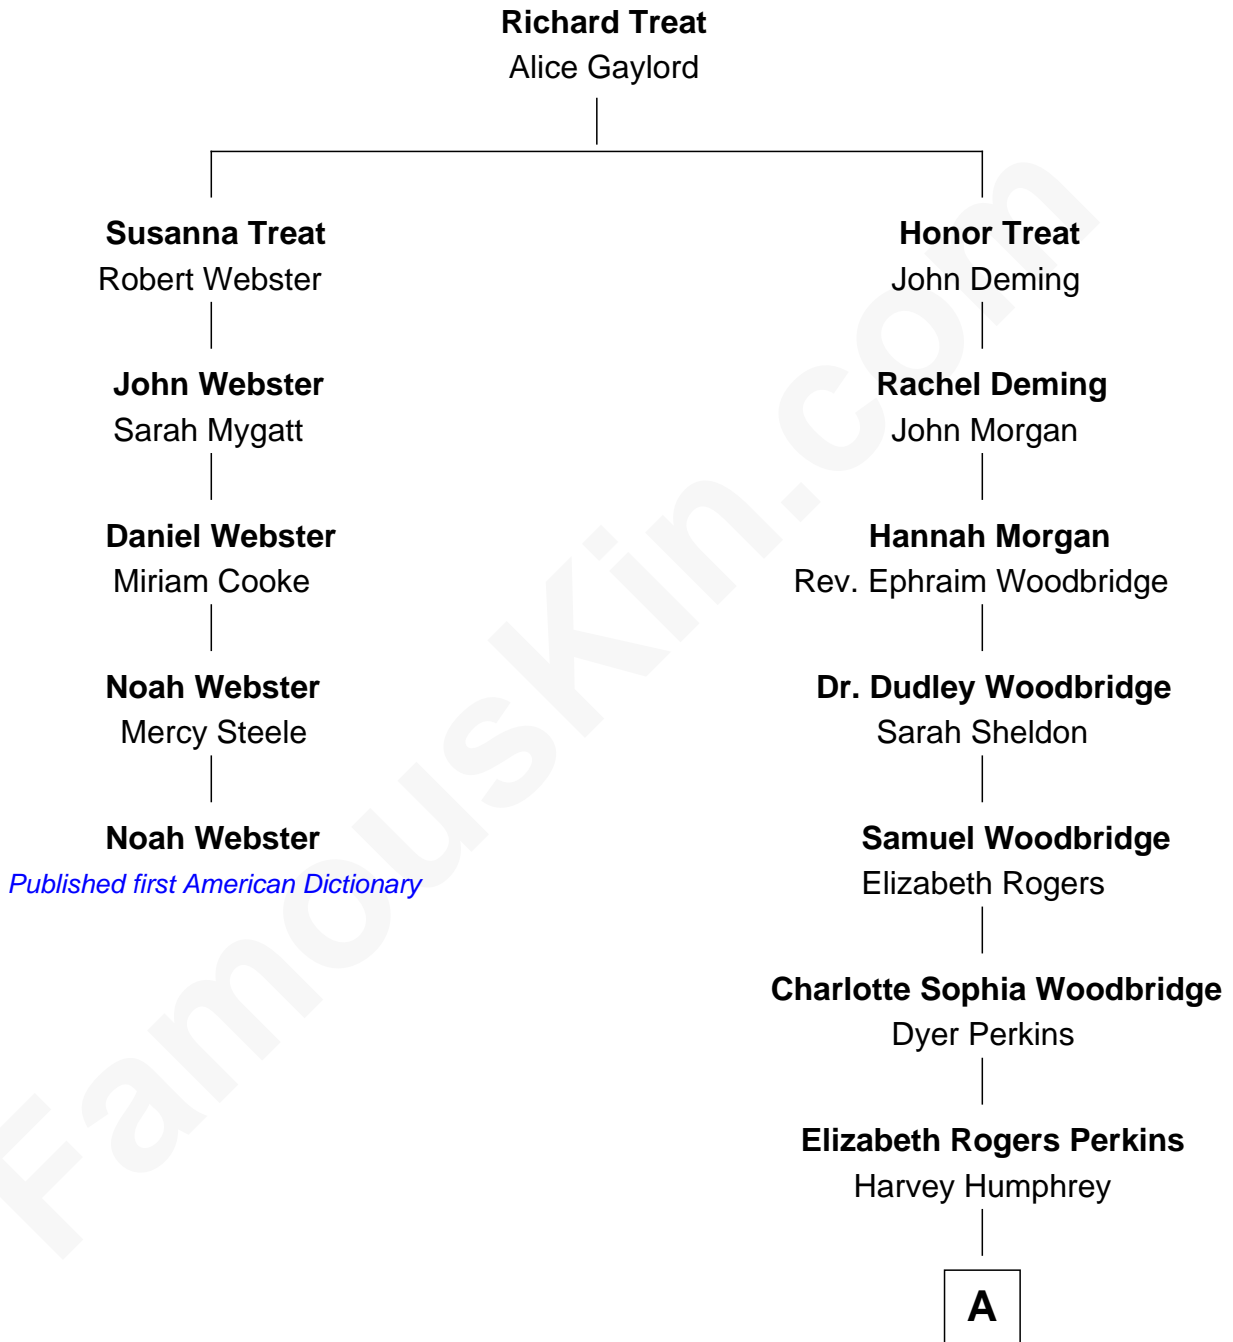 Richard Treat
Alice Gaylord
Susanna Treat
Robert Webster
Honor Treat
John Deming
John Webster
Sarah Mygatt
Rachel Deming
John Morgan
Daniel Webster
Miriam Cooke
Hannah Morgan
Rev. Ephraim Woodbridge
Noah Webster
Mercy Steele
Dr. Dudley Woodbridge
Sarah Sheldon
Noah Webster
Published first American Dictionary
Samuel Woodbridge
Elizabeth Rogers
Charlotte Sophia Woodbridge
Dyer Perkins
Elizabeth Rogers Perkins
Harvey Humphrey
A
FamousKin.com